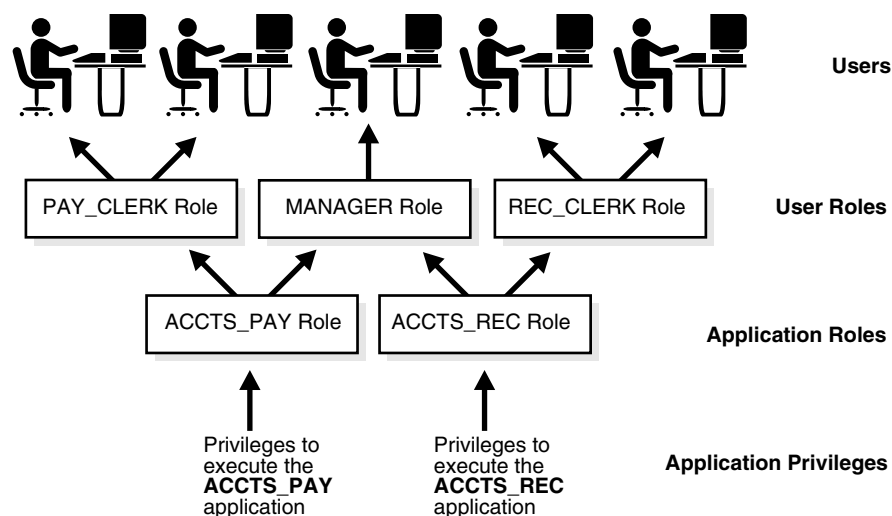 Users
PAY_CLERK Role
MANAGER Role
REC_CLERK Role
User Roles
ACCTS_PAY Role
ACCTS_REC Role
Application Roles
Privileges to
execute the
ACCTS_PAY
application
Privileges to
execute the
ACCTS_REC
application
Application Privileges